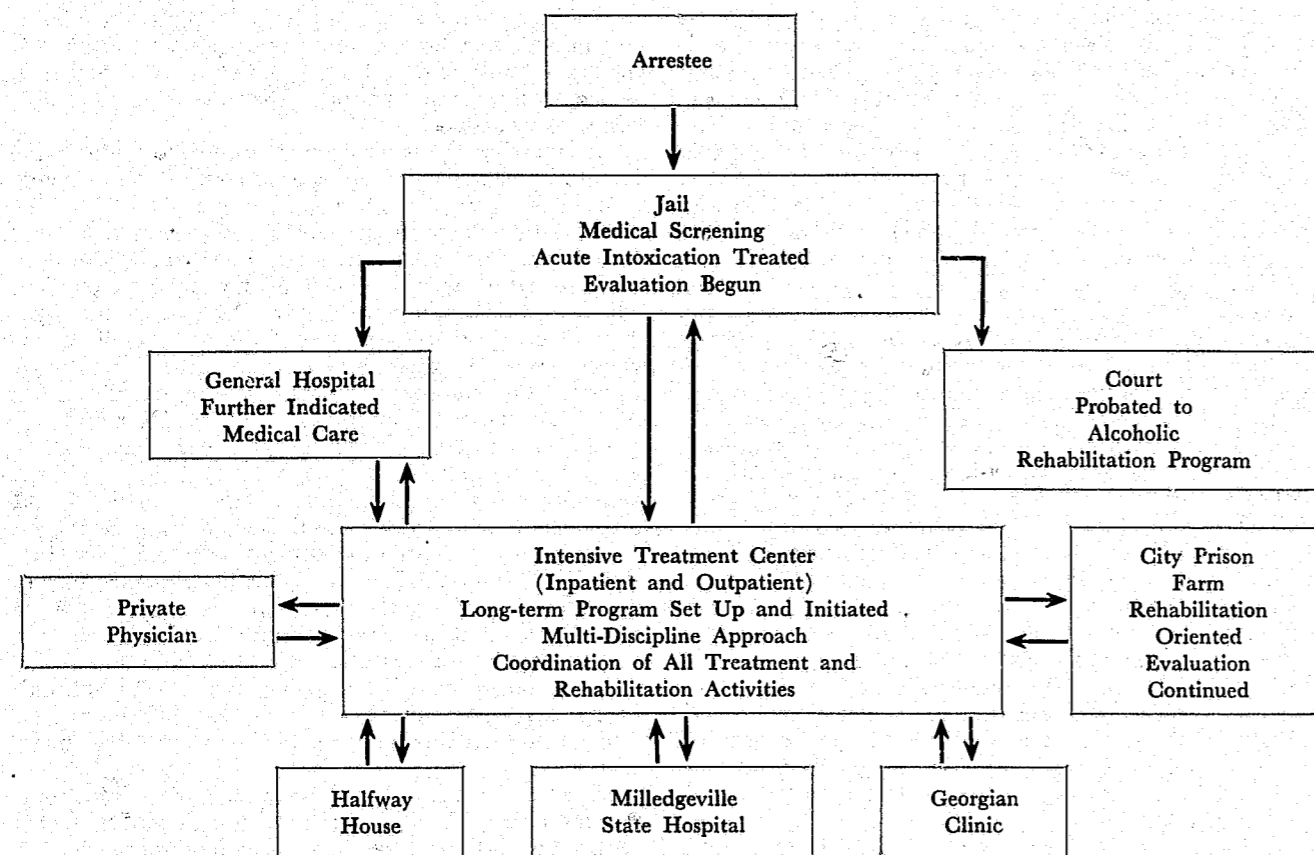 Arrestee
Jail
Medical Screening
Acute Intoxication Treated
Evaluation Begun
General Hospital
Further Indicated
Medical Care
Court
Probated to
Alcoholic
Rehabilitation Program
Intensive Treatment Center
(Inpatient and Outpatient)
Long-term Program Set Up and Initiated
Multi-Discipline Approach
Coordination of All Treatment and
Rehabilitation Activities
Private
Physician
City Prison
Farm
Rehabilitation
Oriented
Evaluation
Continued
Halfway
House
Milledgeville
State Hospital
Georgian
Clinic